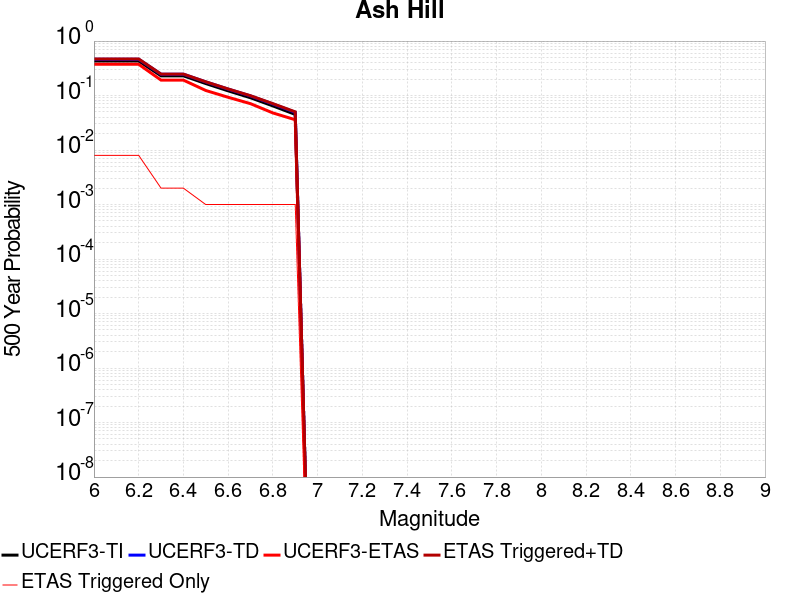 Ash Hill
10^0
10^-1
10^-2
10^-3
10^-4
10^-5
10^-6
10^-7
10^-8
500 Year Probability
6 6.2 6.4 6.6 6.8 7 7.2 7.4 7.6 7.8 8 8.2 8.4 8.6 8.8 9
Magnitude
UCERF3-TI UCERF3-TD UCERF3-ETAS ETAS Triggered+TD
ETAS Triggered Only